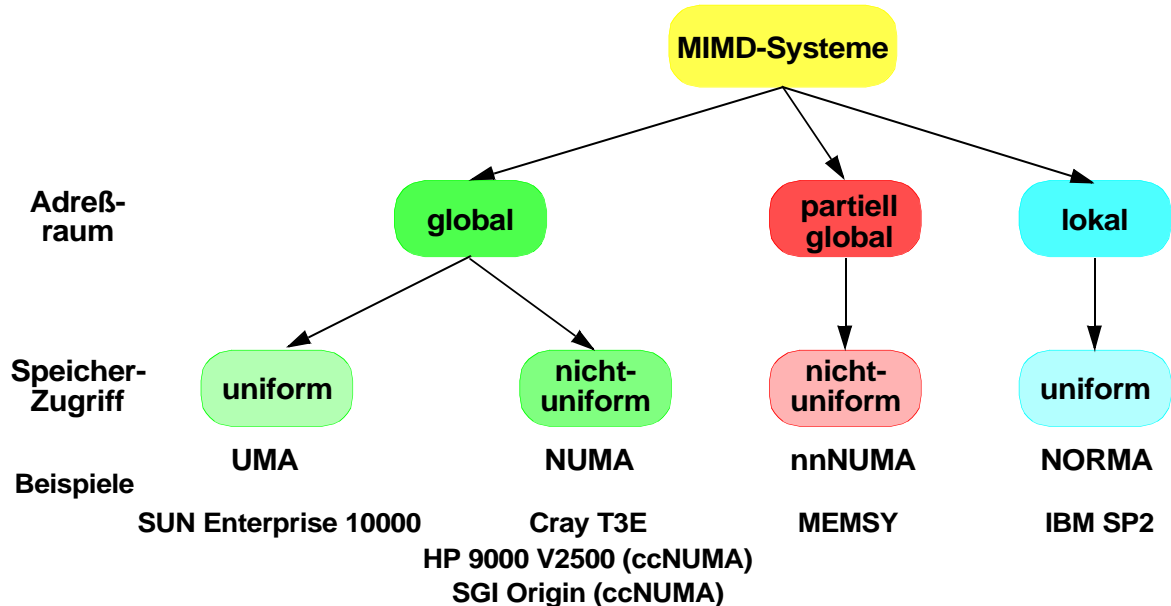 MIMD-Systeme
Adreß-
raum
global
partiell
global
lokal
Speicher-
Zugriff
uniform
nicht-
uniform
nicht-
uniform
uniform
Beispiele
UMA
NUMA
nnNUMA
NORMA
SUN Enterprise 10000
Cray T3E
MEMSY
IBM SP2
HP 9000 V2500 (ccNUMA)
SGI Origin (ccNUMA)